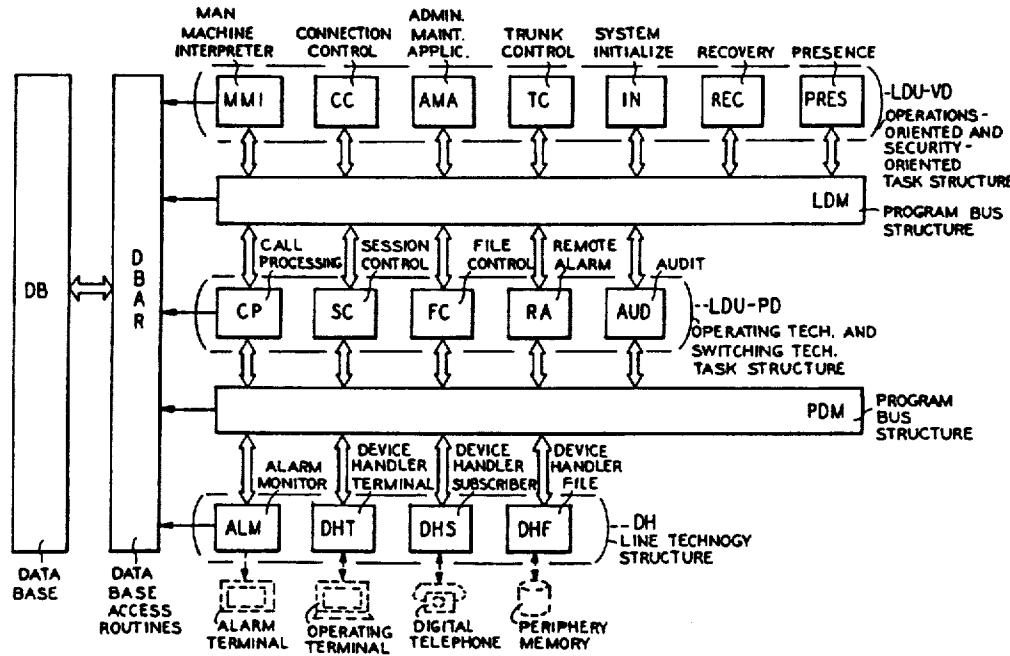 MAN
MACHINE
INTERPRETER
CONNECTION
CONTROL
ADMIN.
MAINT.
APPLIC.
TRUNK
CONTROL
SYSTEM
INITIALIZE
RECOVERY
PRESENCE
MMI
CC
AMA
TC
IN
REC
PRES
LDU-VD
OPERATIONS-
ORIENTED AND
SECURITY-
ORIENTED
TASK STRUCTURE
LDM
PROGRAM BUS
STRUCTURE
DB
DBAR
CALL
PROCESSING
SESSION
CONTROL
FILE
CONTROL
REMOTE
ALARM
AUDIT
CP
SC
FC
RA
AUD
LDU-PD
OPERATING TECH. AND
SWITCHING TECH.
TASK STRUCTURE
PDM
PROGRAM
BUS
STRUCTURE
ALARM
MONITOR
DEVICE
HANDLER
TERMINAL
DEVICE
HANDLER
SUBSCRIBER
DEVICE
HANDLER
FILE
ALM
DHT
DHS
DHF
DH
LINE TECHNOGY
STRUCTURE
DATA
BASE
DATA
BASE
ACCESS
ROUTINES
ALARM
TERMINAL
OPERATING
TERMINAL
DIGITAL
TELEPHONE
PERIPHERY
MEMORY